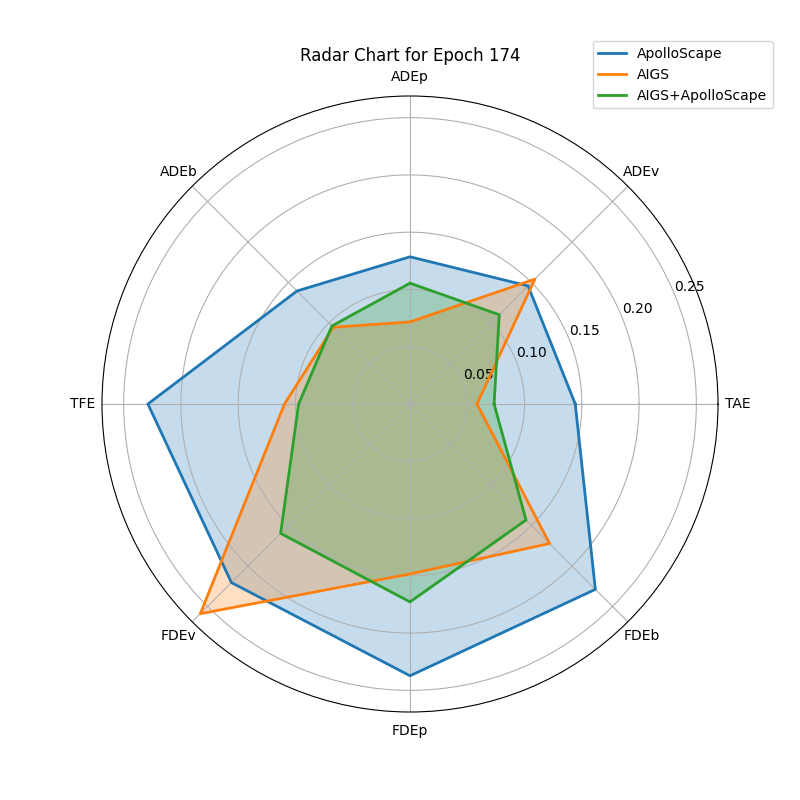 Radar Chart for Epoch 174
ApolloScape
AIGS
AIGS+ApolloScape
ADEp
ADEb
ADEv
0.25
0.20
0.15
0.10
0.05
TFE
TAE
FDEv
FDEb
FDEp